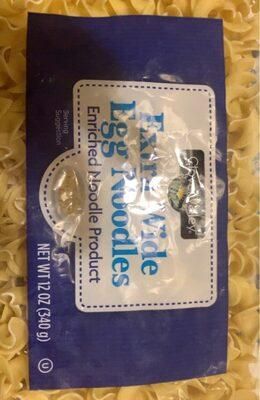 Extra Wide
Egg Noodles
Enriched Noodle Product
Serving
Suggestion
NET WT 12 OZ (340 g)
U